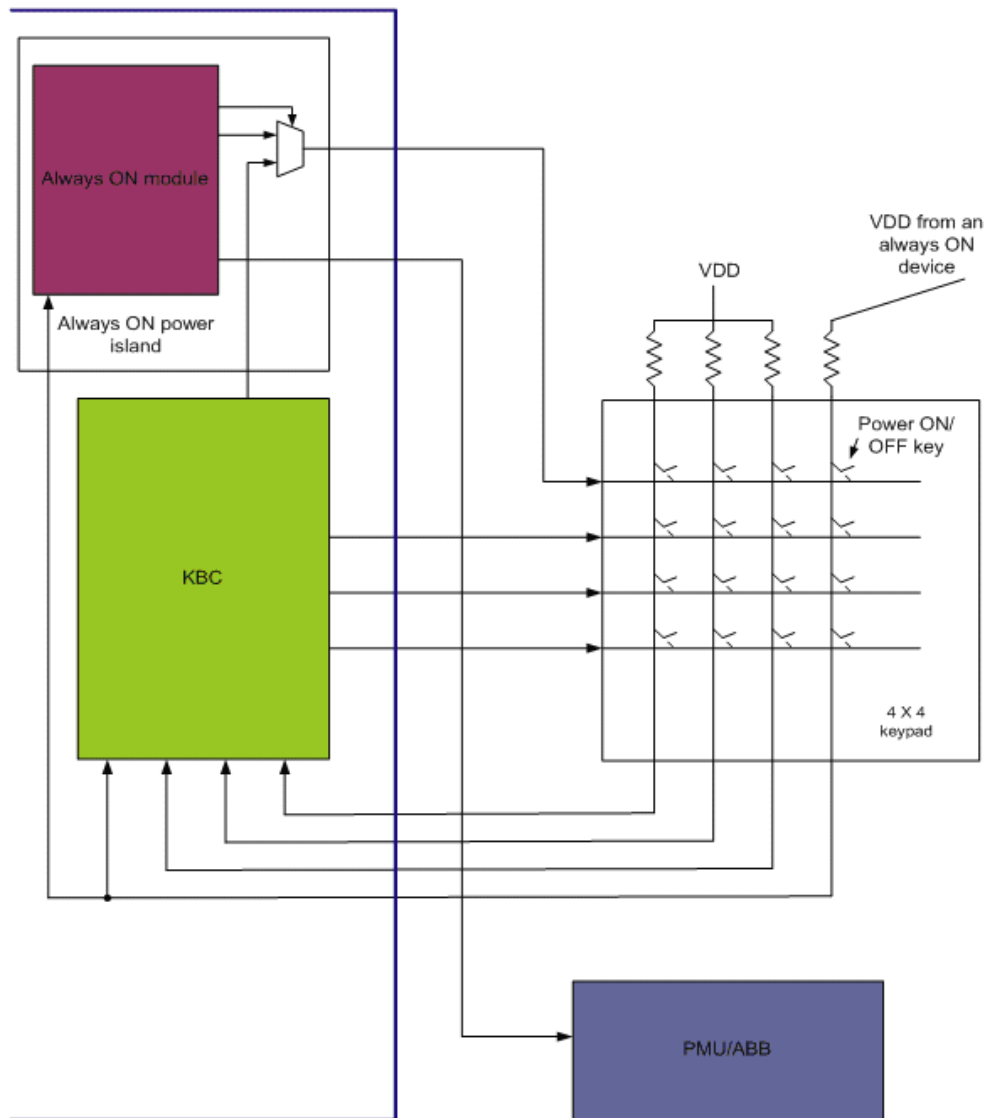 Always ON module
Always ON power
island
VDD from an
always ON
device
VDD
Power ON/
OFF key
KBC
4 X 4
keypad
PMU/ABB